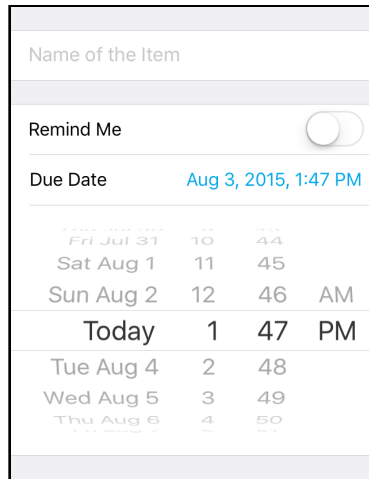 Name of the Item
Remind Me
Due Date Aug 3, 2015, 1:47 PM
Fri Jul 31 10 44
Sat Aug 1 11 45
Sun Aug 2 12 46 AM
Today 1 47 PM
Tue Aug 4 2 48
Wed Aug 5 3 49
Thu Aug 6 4 50